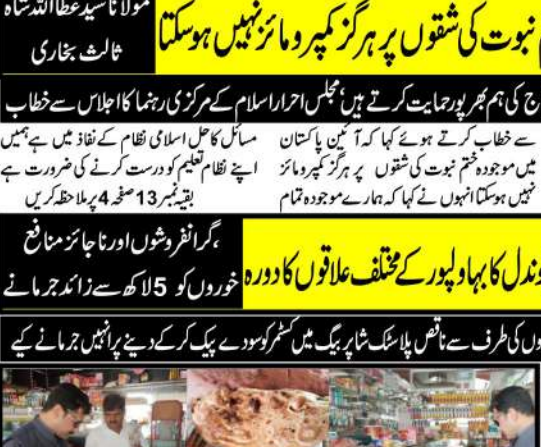 مولانا سید عطا اللہ شاہ
ثالث بخاری
نبوت کی شقوں پر ہرگز کمپرومائز نہیں ہوسکتا
ج کی ہم بھرپور حمایت کرتے ہیں، مجلس احرار اسلام کے مرکزی رہنما کا اجلاس سے خطاب
سے خطاب کرتے ہوئے کہا کہ آئین پاکستان
میں موجودہ ختم نبوت کی شقوں پر ہرگز کمپرومائز
نہیں ہوسکتا انہوں نے کہا کہ ہمارے موجودہ تمام
مسائل کا حل اسلامی نظام کے نفاذ میں ہے ہمیں
اپنے نظام تعلیم کو درست کرنے کی ضرورت ہے
بقیہ نمبر 13 صفحہ 4 پر ملاحظہ کریں
وندل کا بہاولپور کے مختلف علاقوں کا دورہ
،گرانفروشوں اور ناجائز منافع
خوروں کو 5 لاکھ سے زائد جرمانے
وں کی طرف سے ناقص پلاسٹک شاپر بیگ میں کسٹمر کو سودے پیک کر کے دینے پر انہیں جرمانے کیے